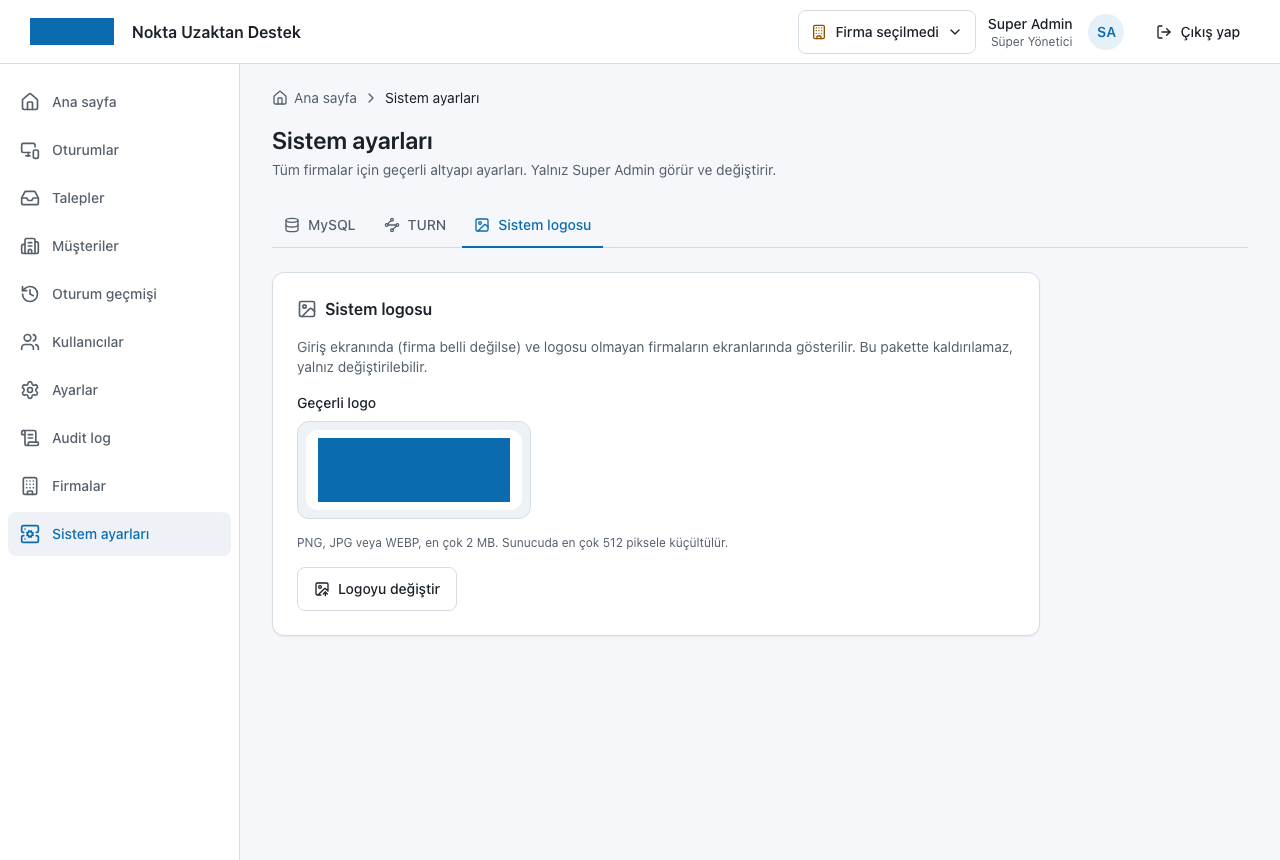 Nokta Uzaktan Destek
Firma seçilmedi
Super Admin
Süper Yönetici
SA
Çıkış yap
Ana sayfa
Oturumlar
Talepler
Müşteriler
Oturum geçmişi
Kullanıcılar
Ayarlar
Audit log
Firmalar
Sistem ayarları
Ana sayfa
Sistem ayarları
Sistem ayarları
Tüm firmalar için geçerli altyapı ayarları. Yalnız Super Admin görür ve değiştirir.
MySQL
TURN
Sistem logosu
Sistem logosu
Giriş ekranında (firma belli değilse) ve logosu olmayan firmaların ekranlarında gösterilir. Bu pakette kaldırılamaz,
yalnız değiştirilebilir.
Geçerli logo
PNG, JPG veya WEBP, en çok 2 MB. Sunucuda en çok 512 piksele küçültülür.
Logoyu değiştir